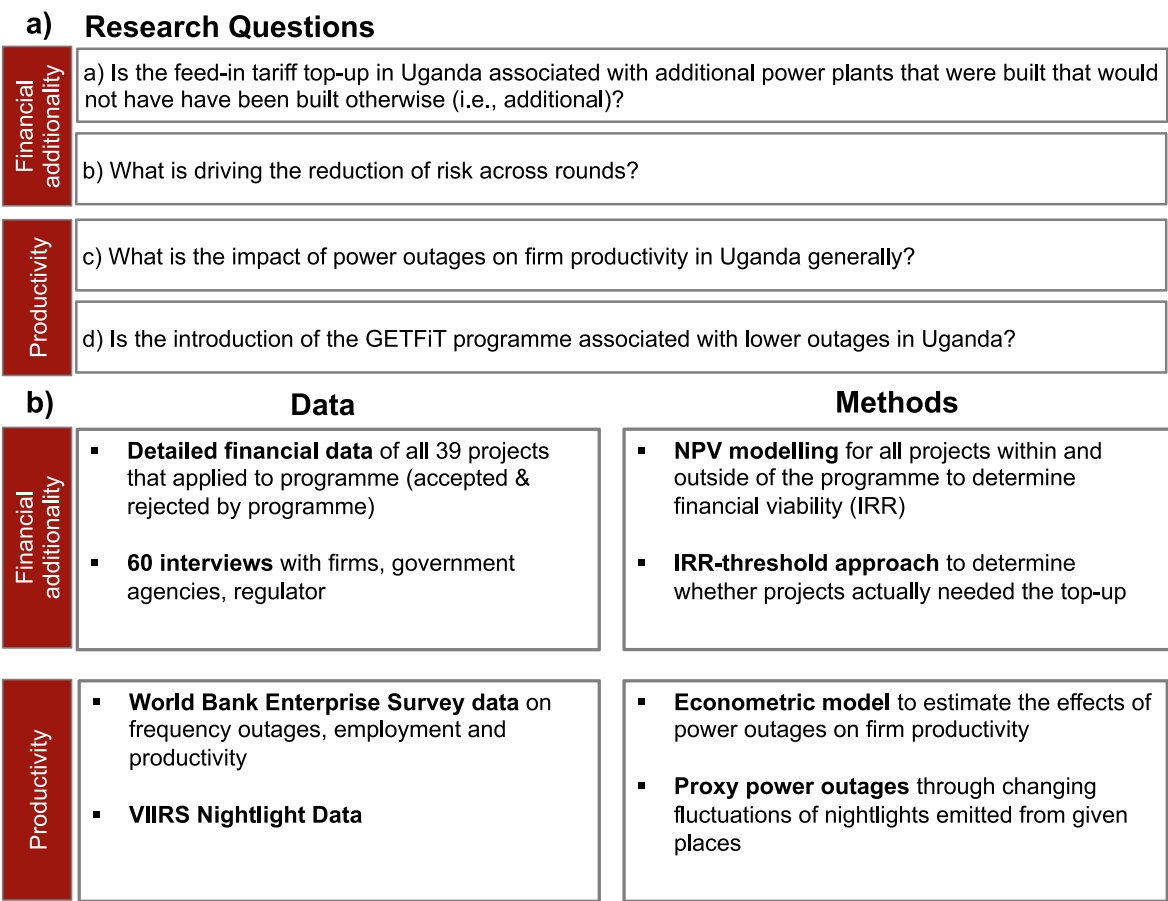 a) Research Questions
Financial
additionality
a) Is the feed-in tariff top-up in Uganda associated with additional power plants that were built that would
not have have been built otherwise (i.e., additional)?
b) What is driving the reduction of risk across rounds?
Productivity
c) What is the impact of power outages on firm productivity in Uganda generally?
d) Is the introduction of the GETFiT programme associated with lower outages in Uganda?
b) Data
Methods
Financial
additionality
▪ Detailed financial data of all 39 projects
that applied to programme (accepted &
rejected by programme)
▪ 60 interviews with firms, government
agencies, regulator
▪ NPV modelling for all projects within and
outside of the programme to determine
financial viability (IRR)
▪ IRR-threshold approach to determine
whether projects actually needed the top-up
Productivity
▪ World Bank Enterprise Survey data on
frequency outages, employment and
productivity
▪ VIIRS Nightlight Data
▪ Econometric model to estimate the effects of
power outages on firm productivity
▪ Proxy power outages through changing
fluctuations of nightlights emitted from given
places